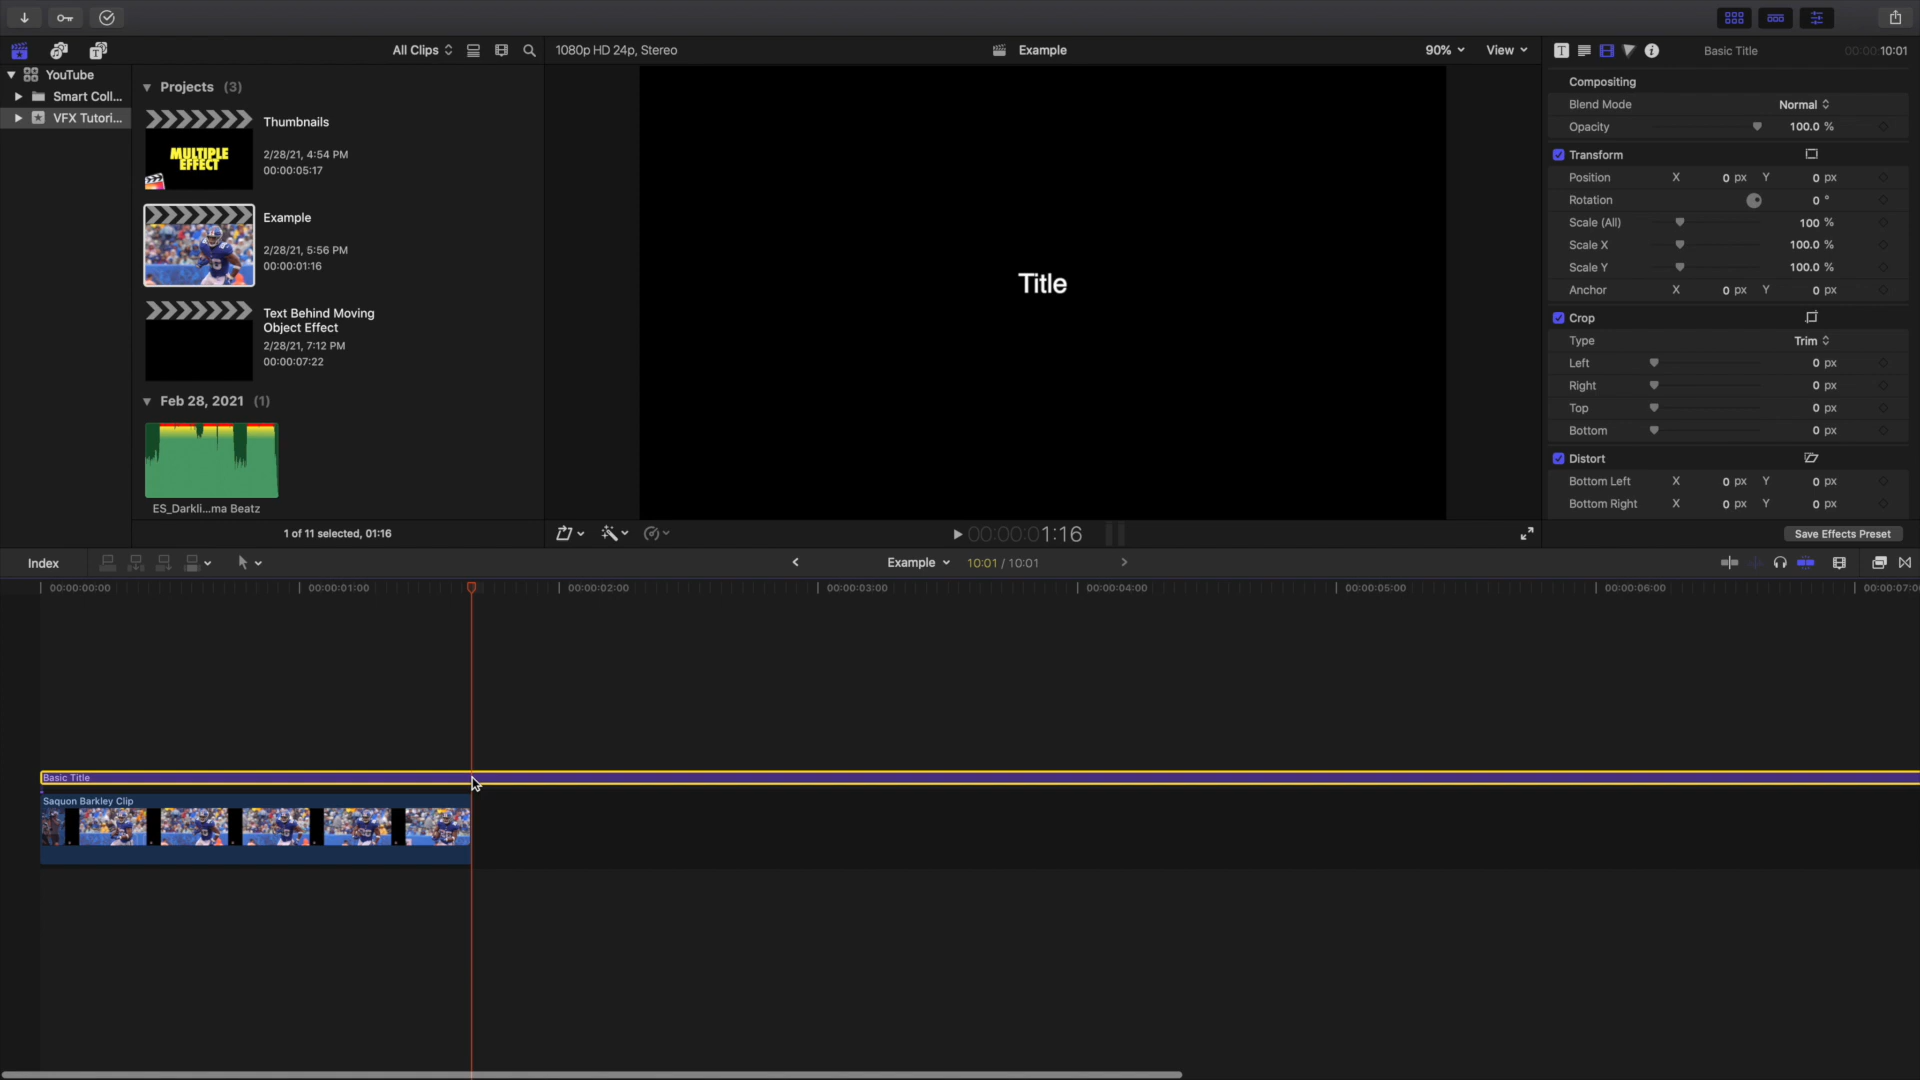 All Clips
1080p HD 24p, Stereo
Example
90%
View
Basic Title
00:00:10:01
YouTube
Smart Coll...
VFX Tutori...
Projects (3)
MULTIPLE
EFFECT
Thumbnails
2/28/21, 4:54 PM
00:00:05:17
Example
2/28/21, 5:56 PM
00:00:01:16
Text Behind Moving
Object Effect
2/28/21, 7:12 PM
00:00:07:22
Feb 28, 2021 (1)
ES_Darkli...ma Beatz
1 of 11 selected, 01:16
Title
00:00:01:16
Compositing
Blend Mode Normal
Opacity 100.0 %
Transform
Position X 0 px Y 0 px
Rotation 0 °
Scale (All) 100 %
Scale X 100.0 %
Scale Y 100.0 %
Anchor X 0 px Y 0 px
Crop
Type Trim
Left 0 px
Right 0 px
Top 0 px
Bottom 0 px
Distort
Bottom Left X 0 px Y 0 px
Bottom Right X 0 px Y 0 px
Save Effects Preset
Index
Example
10:01 / 10:01
00:00:00:00 00:00:01:00 00:00:02:00 00:00:03:00 00:00:04:00 00:00:05:00 00:00:06:00 00:00:07:0
Basic Title
Saquon Barkley Clip